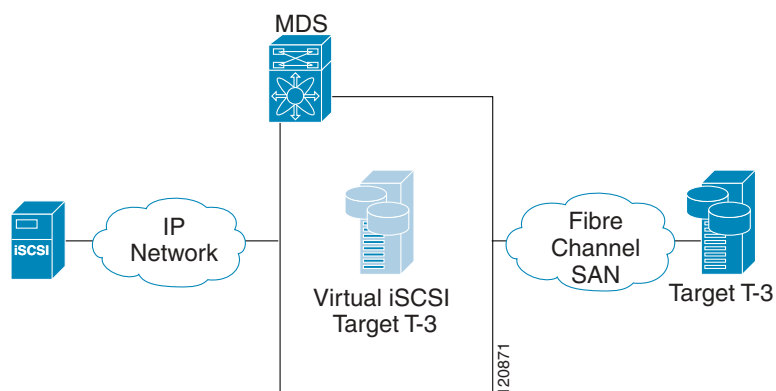 MDS
iSCSI
IP
Network
Virtual iSCSI
Target T-3
Fibre
Channel
SAN
Target T-3
120871